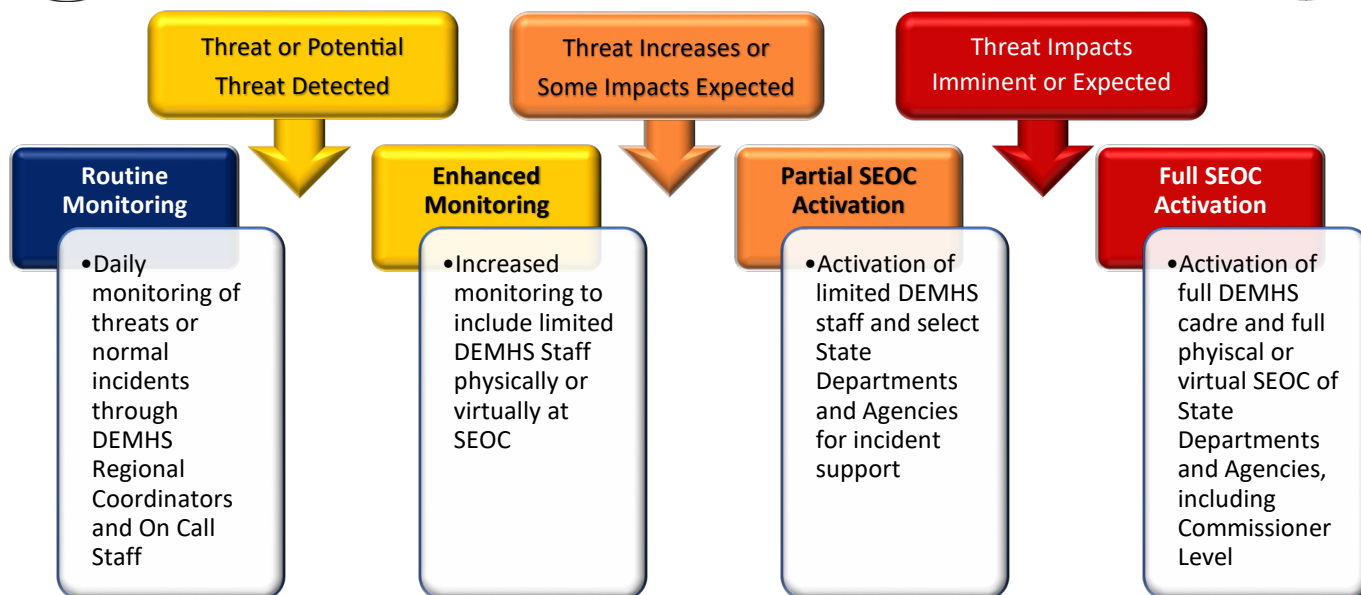 Threat or Potential
Threat Detected
Threat Increases or
Some Impacts Expected
Threat Impacts
Imminent or Expected
Routine
Monitoring
•Daily
monitoring of
threats or
normal
incidents
through
DEMHS
Regional
Coordinators
and On Call
Staff
Enhanced
Monitoring
•Increased
monitoring to
include limited
DEMHS Staff
physically or
virtually at
SEOC
Partial SEOC
Activation
•Activation of
limited DEMHS
staff and select
State
Departments
and Agencies
for incident
support
Full SEOC
Activation
•Activation of
full DEMHS
cadre and full
phyiscal or
virtual SEOC of
State
Departments
and Agencies,
including
Commissioner
Level